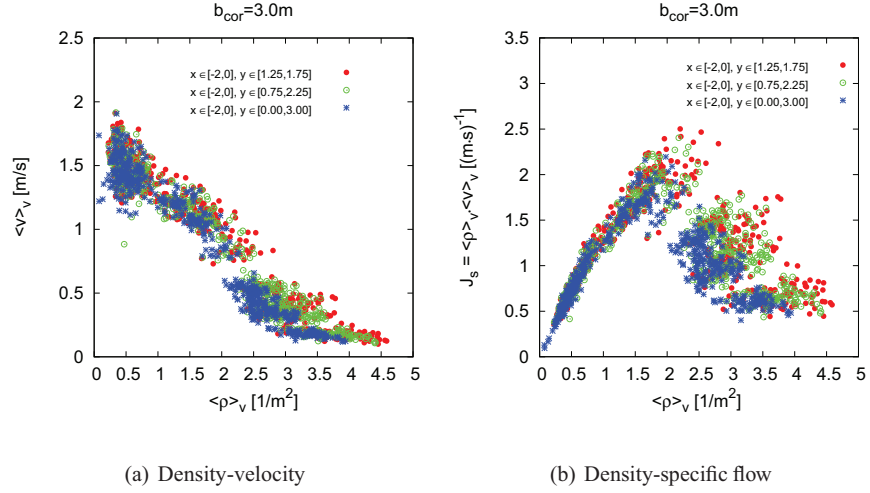 b_cor=3.0m
2.5
2
1.5
1
0.5
0
<v>_v [m/s]
x∈[-2,0], y∈[1.25,1.75]
x∈[-2,0], y∈[0.75,2.25]
x∈[-2,0], y∈[0.00,3.00]
0 0.5 1 1.5 2 2.5 3 3.5 4 4.5 5
<ρ>_v [1/m²]
(a) Density-velocity
b_cor=3.0m
3.5
3
2.5
2
1.5
1
0.5
0
J_s = <ρ>_v.<v>_v [(m·s)⁻¹]
x∈[-2,0], y∈[1.25,1.75]
x∈[-2,0], y∈[0.75,2.25]
x∈[-2,0], y∈[0.00,3.00]
0 0.5 1 1.5 2 2.5 3 3.5 4 4.5 5
<ρ>_v [1/m²]
(b) Density-specific flow